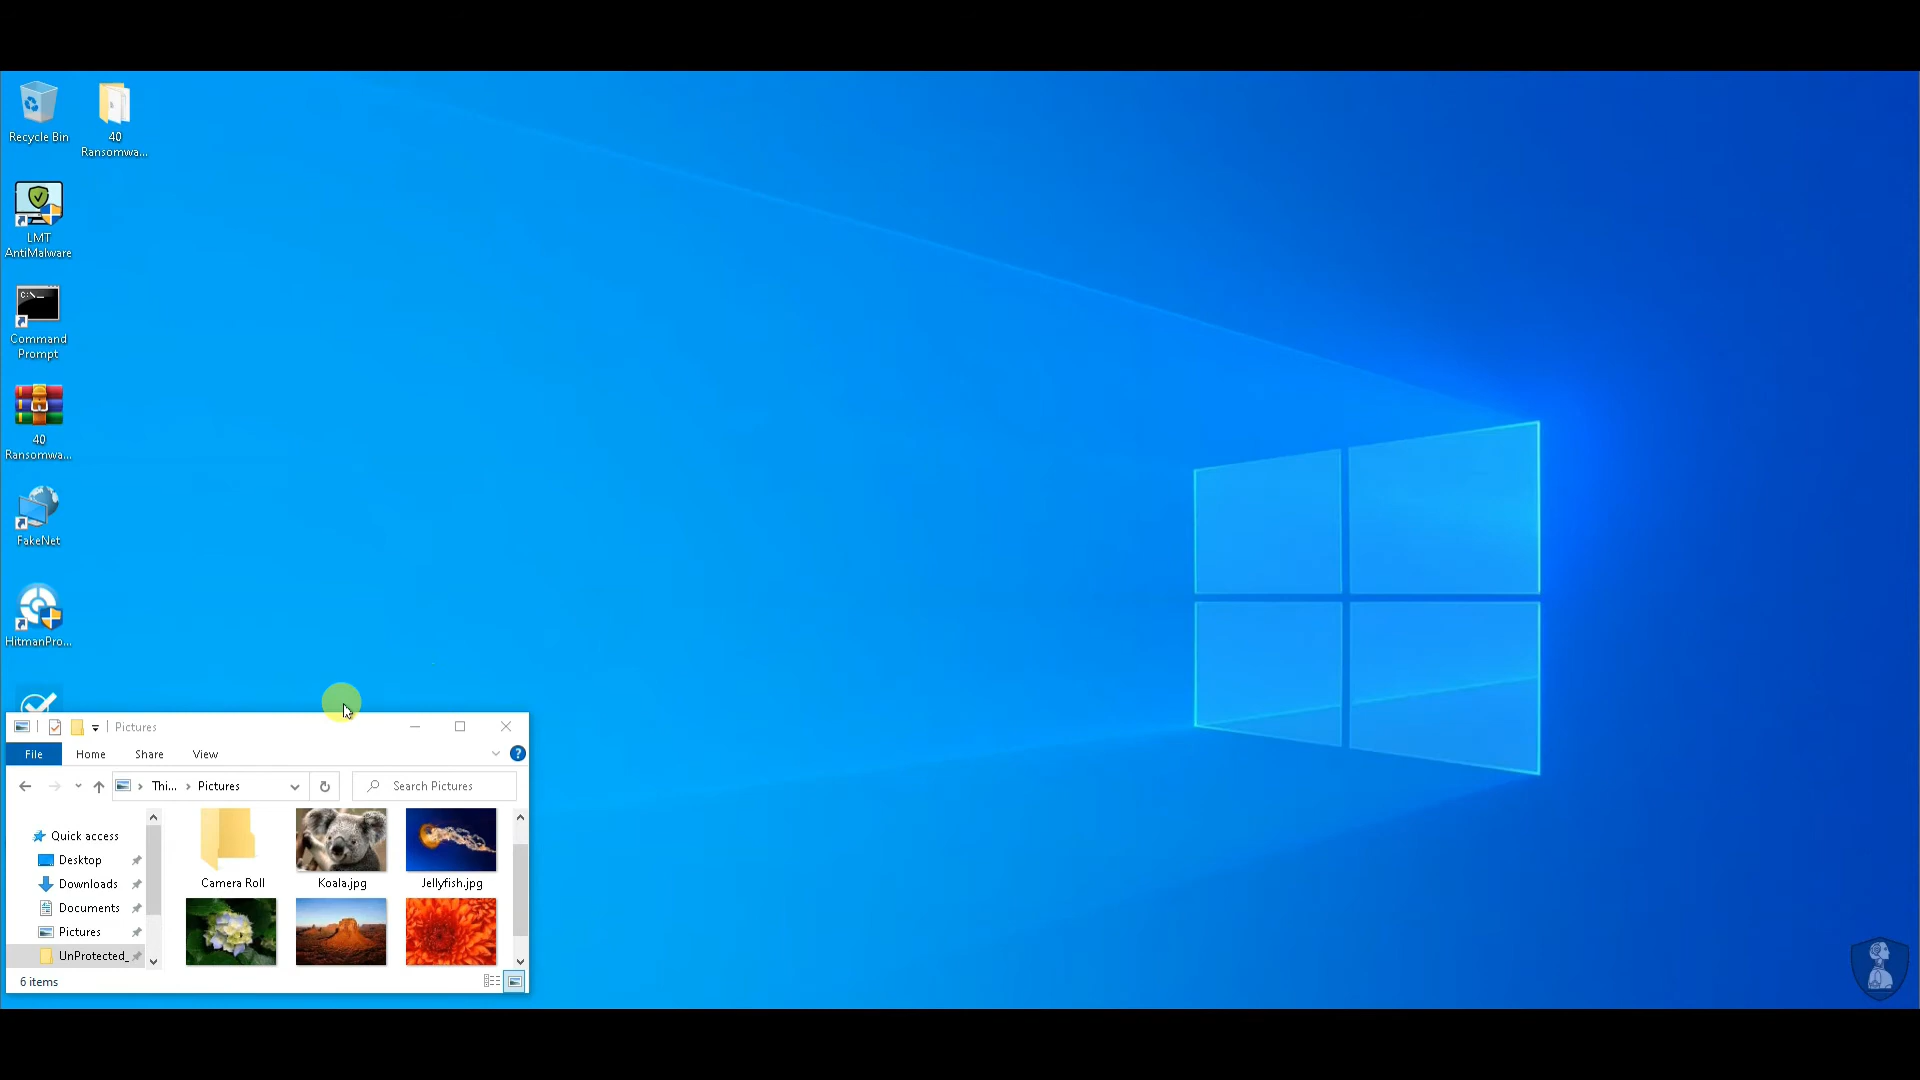 Recycle Bin
40
Ransomwa...
LMT
AntiMalware
C:\_
Command
Prompt
40
Ransomwa...
FakeNet
HitmanPro...
Pictures
File Home Share View
Thi... Pictures Search Pictures
Quick access
Desktop
Downloads
Documents
Pictures
UnProtected_
Camera Roll Koala.jpg Jellyfish.jpg
6 items